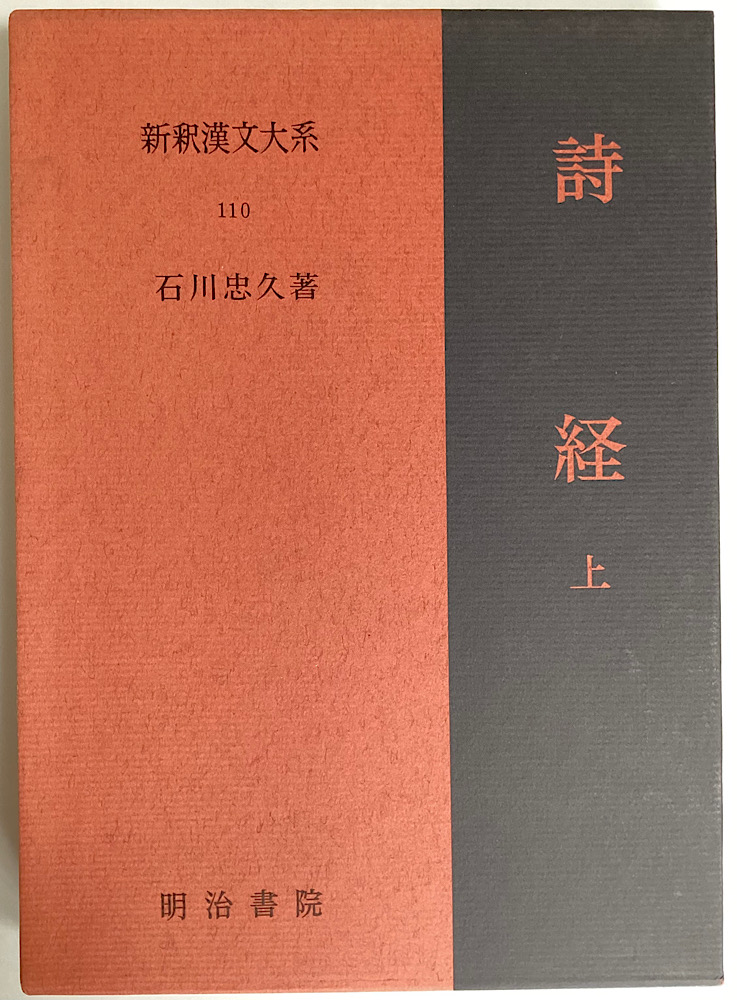 詩経 上
新釈漢文大系
110
石川忠久著
明治書院